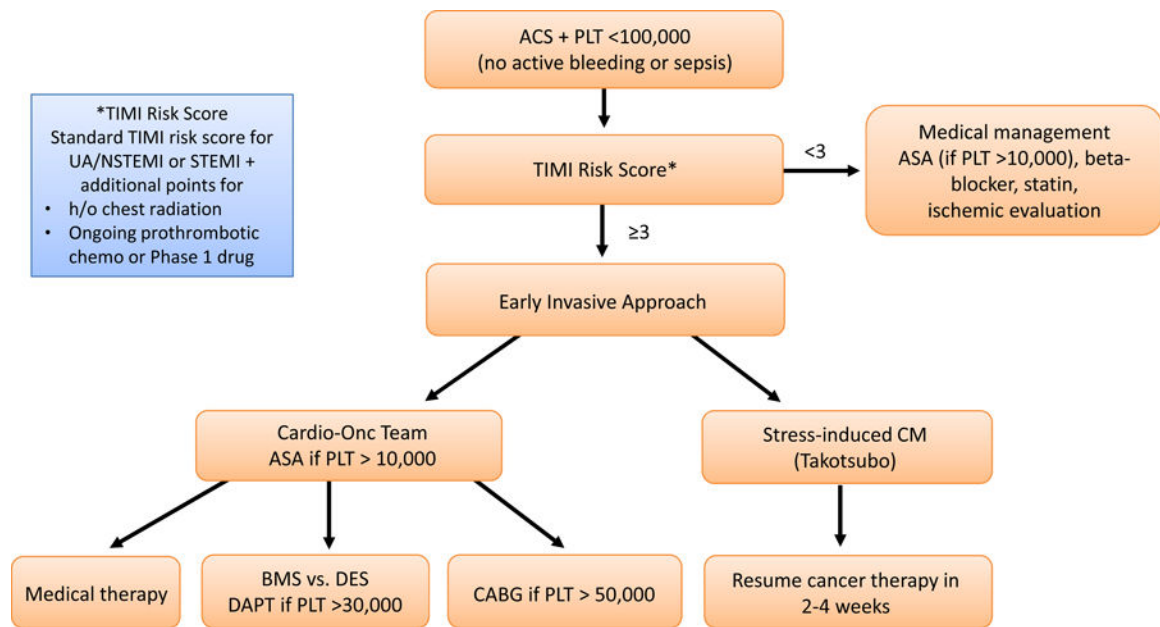 ACS + PLT <100,000
(no active bleeding or sepsis)
*TIMI Risk Score
Standard TIMI risk score for
UA/NSTEMI or STEMI +
additional points for
• h/o chest radiation
• Ongoing prothrombotic
chemo or Phase 1 drug
TIMI Risk Score*
<3
Medical management
ASA (if PLT >10,000), beta-
blocker, statin,
ischemic evaluation
≥3
Early Invasive Approach
Cardio-Onc Team
ASA if PLT > 10,000
Stress-induced CM
(Takotsubo)
Medical therapy
BMS vs. DES
DAPT if PLT >30,000
CABG if PLT > 50,000
Resume cancer therapy in
2-4 weeks